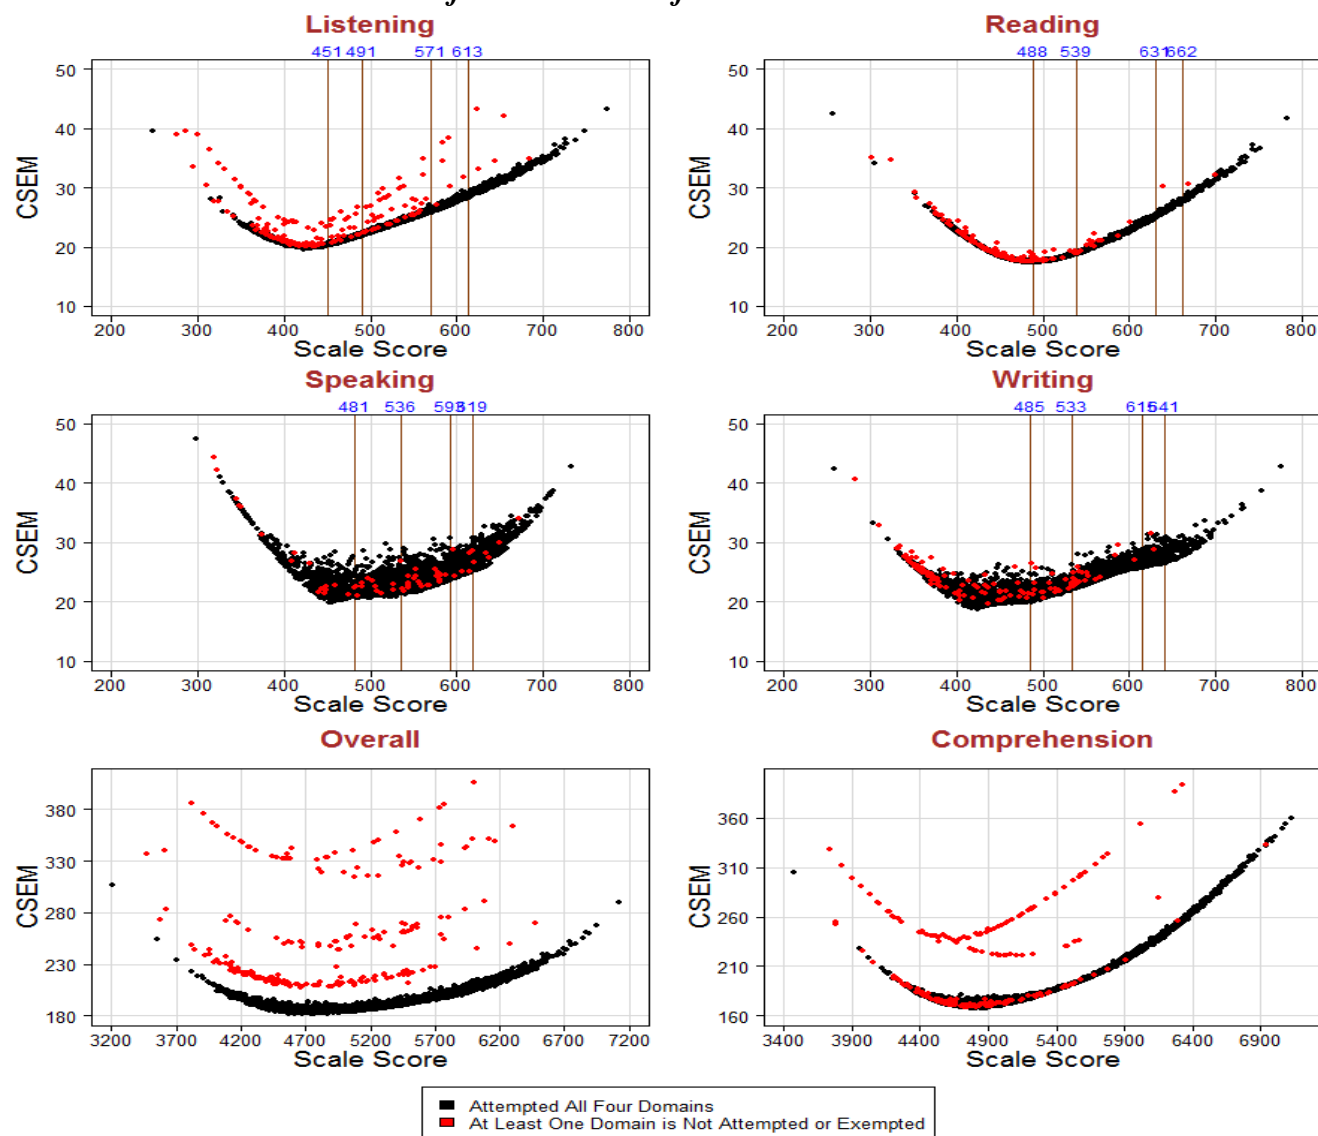 Listening
451 491 571 613
50
40
30
20
10
CSEM
200 300 400 500 600 700 800
Scale Score
Reading
488 539 631 662
50
40
30
20
10
CSEM
200 300 400 500 600 700 800
Scale Score
Speaking
481 536 593 619
50
40
30
20
10
CSEM
200 300 400 500 600 700 800
Scale Score
Writing
485 533 615 641
50
40
30
20
10
CSEM
200 300 400 500 600 700 800
Scale Score
Overall
380
330
280
230
180
CSEM
3200 3700 4200 4700 5200 5700 6200 6700 7200
Scale Score
Comprehension
360
310
260
210
160
CSEM
3400 3900 4400 4900 5400 5900 6400 6900
Scale Score
Attempted All Four Domains
At Least One Domain is Not Attempted or Exempted